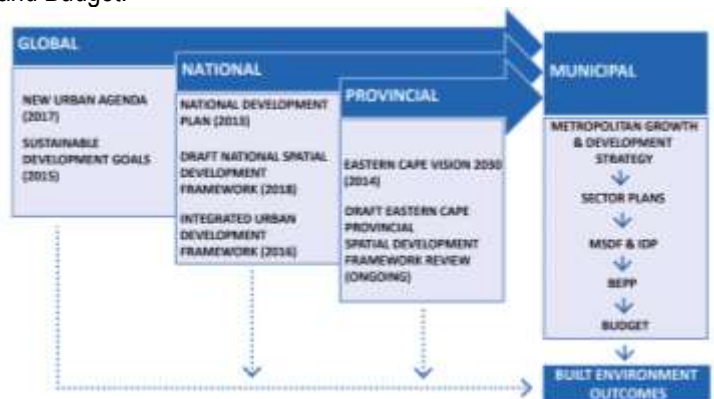 and Budget.
GLOBAL
NEW URBAN AGENDA
(2017)
SUSTAINABLE
DEVELOPMENT GOALS
(2015)
NATIONAL
NATIONAL DEVELOPMENT
PLAN (2013)
DRAFT NATIONAL SPATIAL
DEVELOPMENT
FRAMEWORK (2018)
INTEGRATED URBAN
DEVELOPMENT
FRAMEWORK (2016)
PROVINCIAL
EASTERN CAPE VISION 2030
(2014)
DRAFT EASTERN CAPE
PROVINCIAL
SPATIAL DEVELOPMENT
FRAMEWORK REVIEW
(ONGOING)
MUNICIPAL
METROPOLITAN GROWTH
& DEVELOPMENT
STRATEGY
SECTOR PLANS
MSDF & IDP
BEPP
BUDGET
BUILT ENVIRONMENT
OUTCOMES